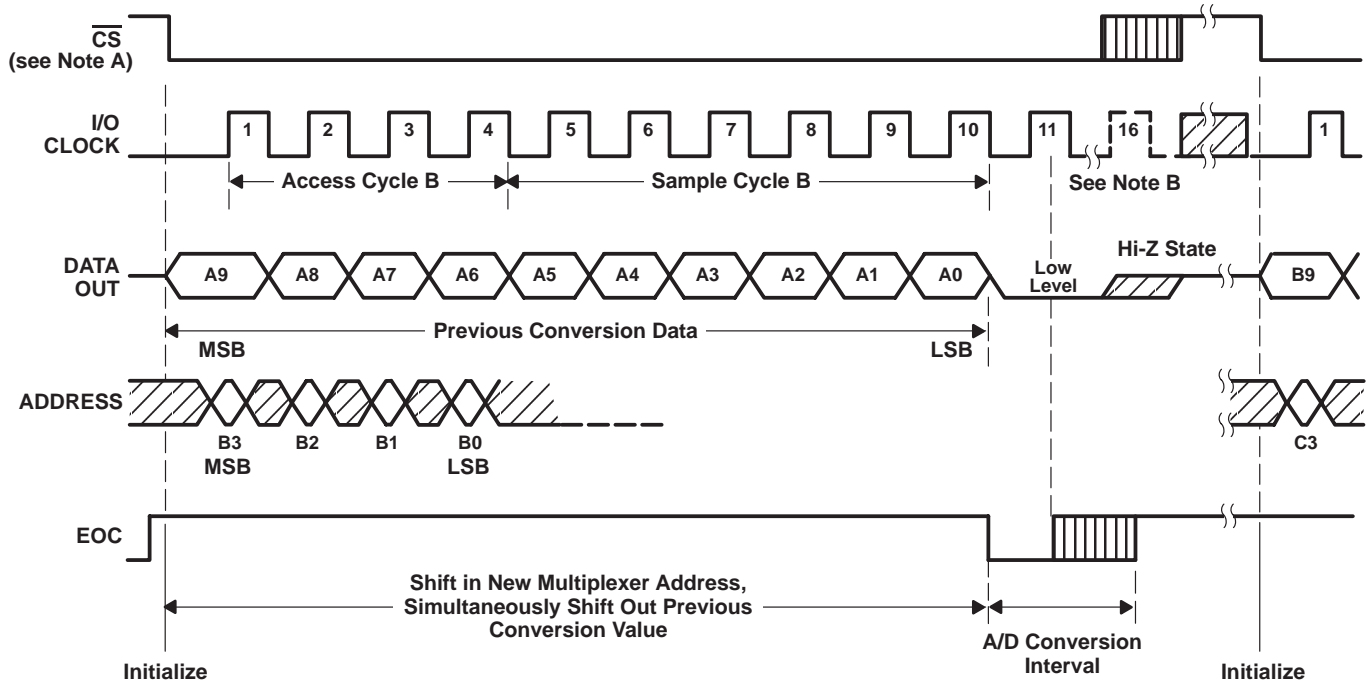 CS
(see Note A)
I/O
CLOCK
1 2 3 4 5 6 7 8 9 10 11 16 1
Access Cycle B
Sample Cycle B
See Note B
DATA
OUT
A9 A8 A7 A6 A5 A4 A3 A2 A1 A0
Low
Level
Hi-Z State
B9
Previous Conversion Data
MSB
LSB
ADDRESS
B3 B2 B1 B0 C3
MSB LSB
EOC
Shift in New Multiplexer Address,
Simultaneously Shift Out Previous
Conversion Value
A/D Conversion
Interval
Initialize
Initialize